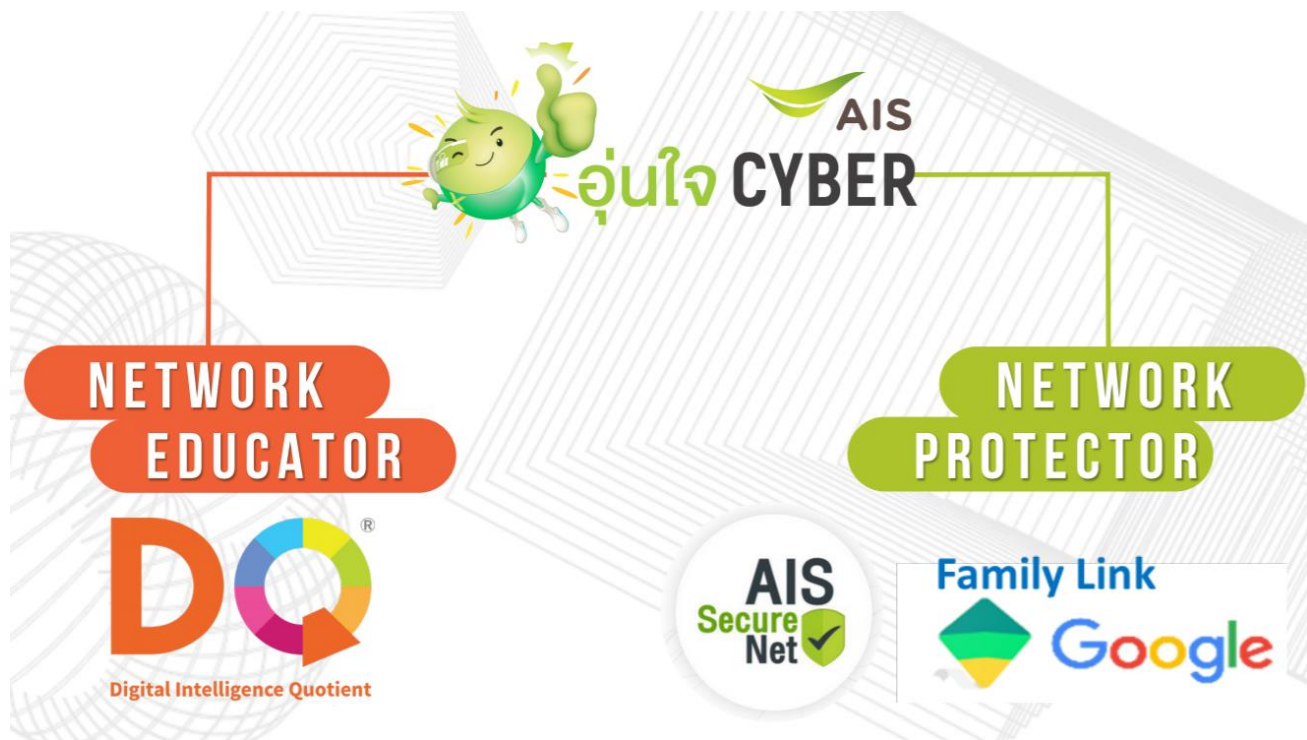 AIS
อุ่นใจ CYBER
NETWORK
EDUCATOR
DQ®
Digital Intelligence Quotient
NETWORK
PROTECTOR
AIS
Secure
Net
Family Link
Google